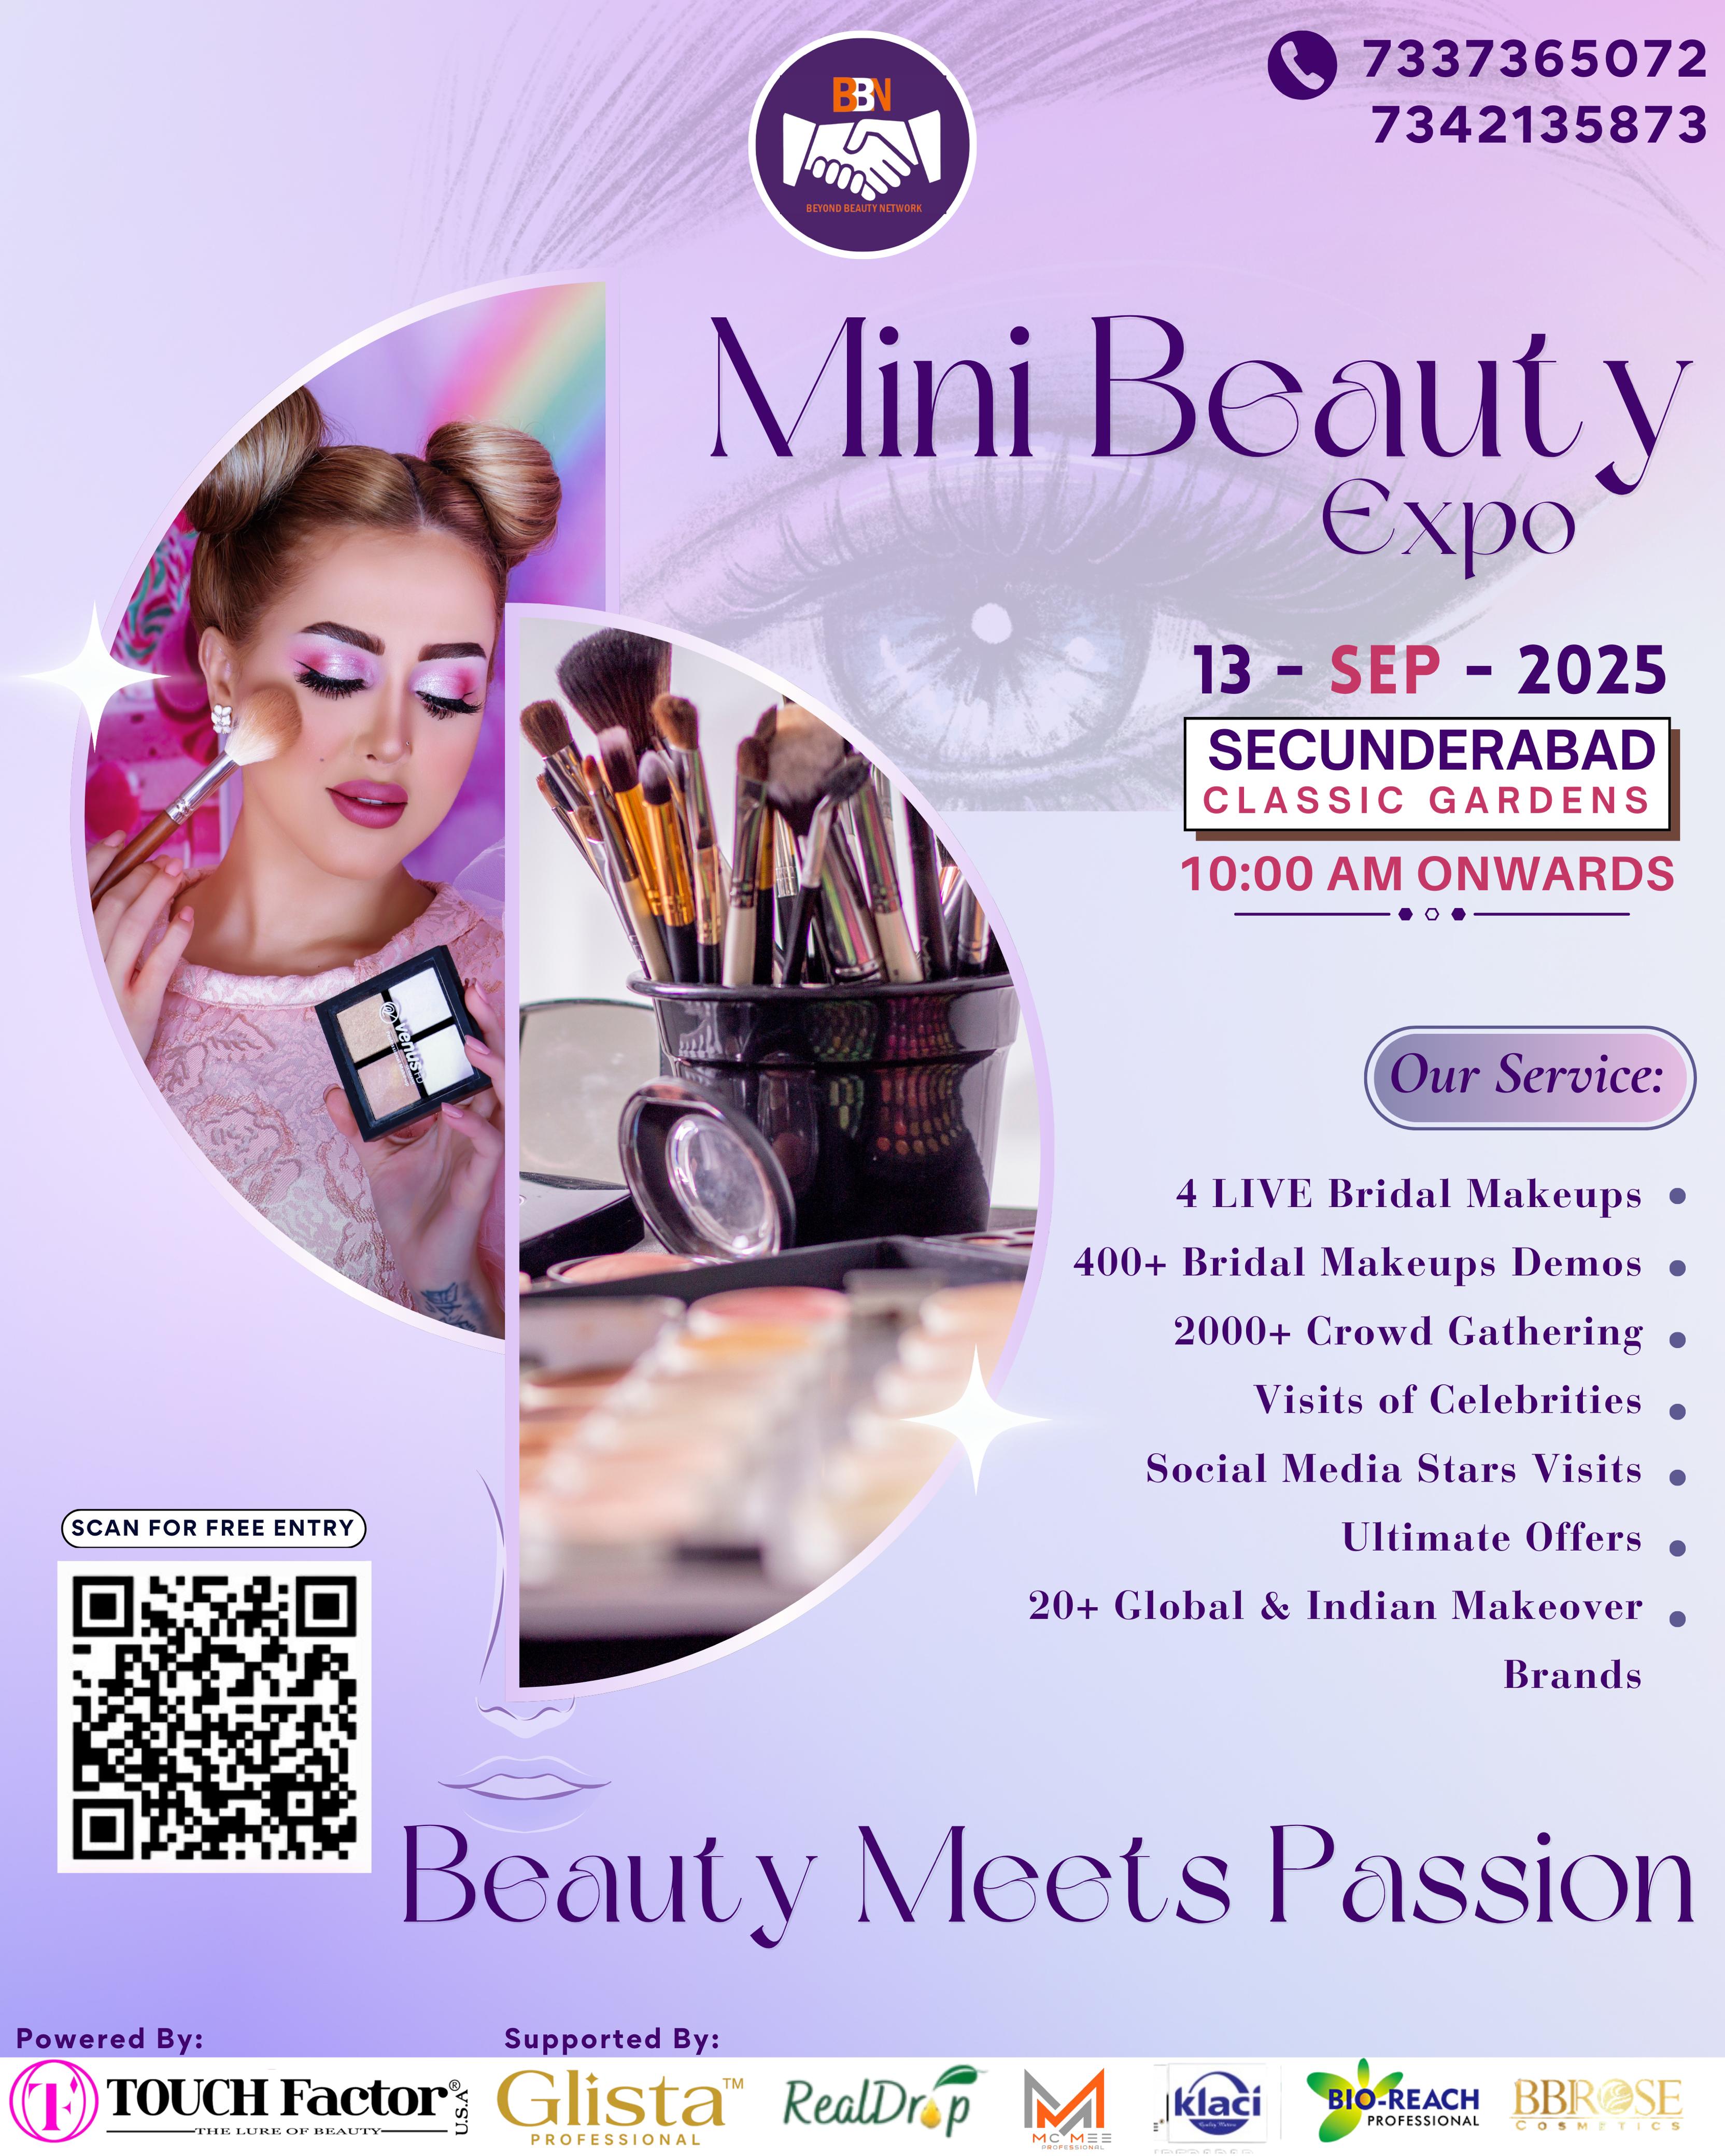 BBN
BEYOND BEAUTY NETWORK
7337365072
7342135873
Mini Beauty
Expo
13 - SEP - 2025
SECUNDERABAD
CLASSIC GARDENS
10:00 AM ONWARDS
venus
Our Service:
4 LIVE Bridal Makeups
400+ Bridal Makeups Demos
2000+ Crowd Gathering
Visits of Celebrities
Social Media Stars Visits
Ultimate Offers
20+ Global & Indian Makeover
Brands
SCAN FOR FREE ENTRY
Beauty Meets Passion
Powered By:
Supported By:
TF TOUCH Factor® U.S.A
THE LURE OF BEAUTY
Glista™
PROFESSIONAL
RealDrop
MC MEE
PROFESSIONAL
klaci
BIO-REACH
PROFESSIONAL
BBROSE
COSMETICS